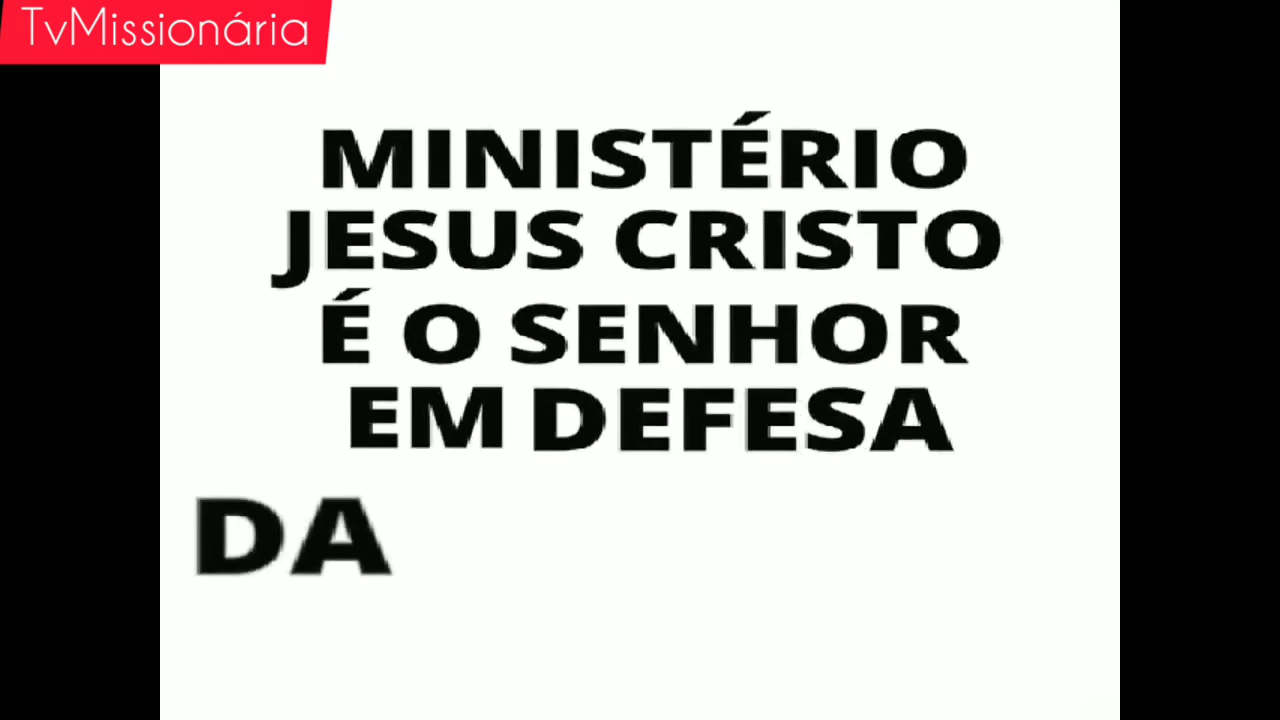 TvMissionária
MINISTÉRIO
JESUS CRISTO
É O SENHOR
EM DEFESA
DA